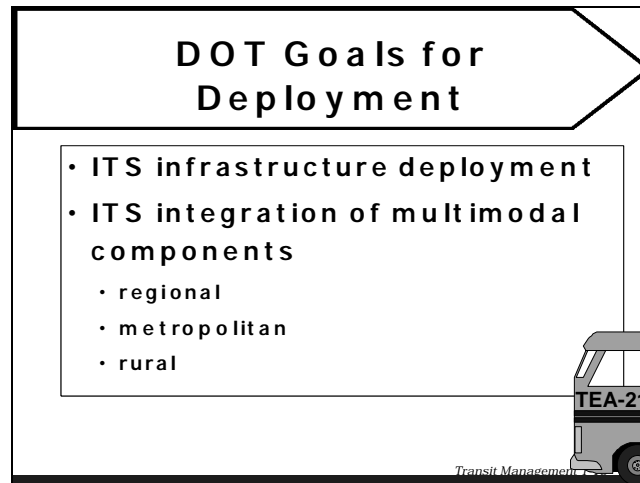 DOT Goals for
Deployment
• ITS infrastructure deployment
• ITS integration of multimodal
components
• regional
• metropolitan
• rural
TEA-21
Transit Management